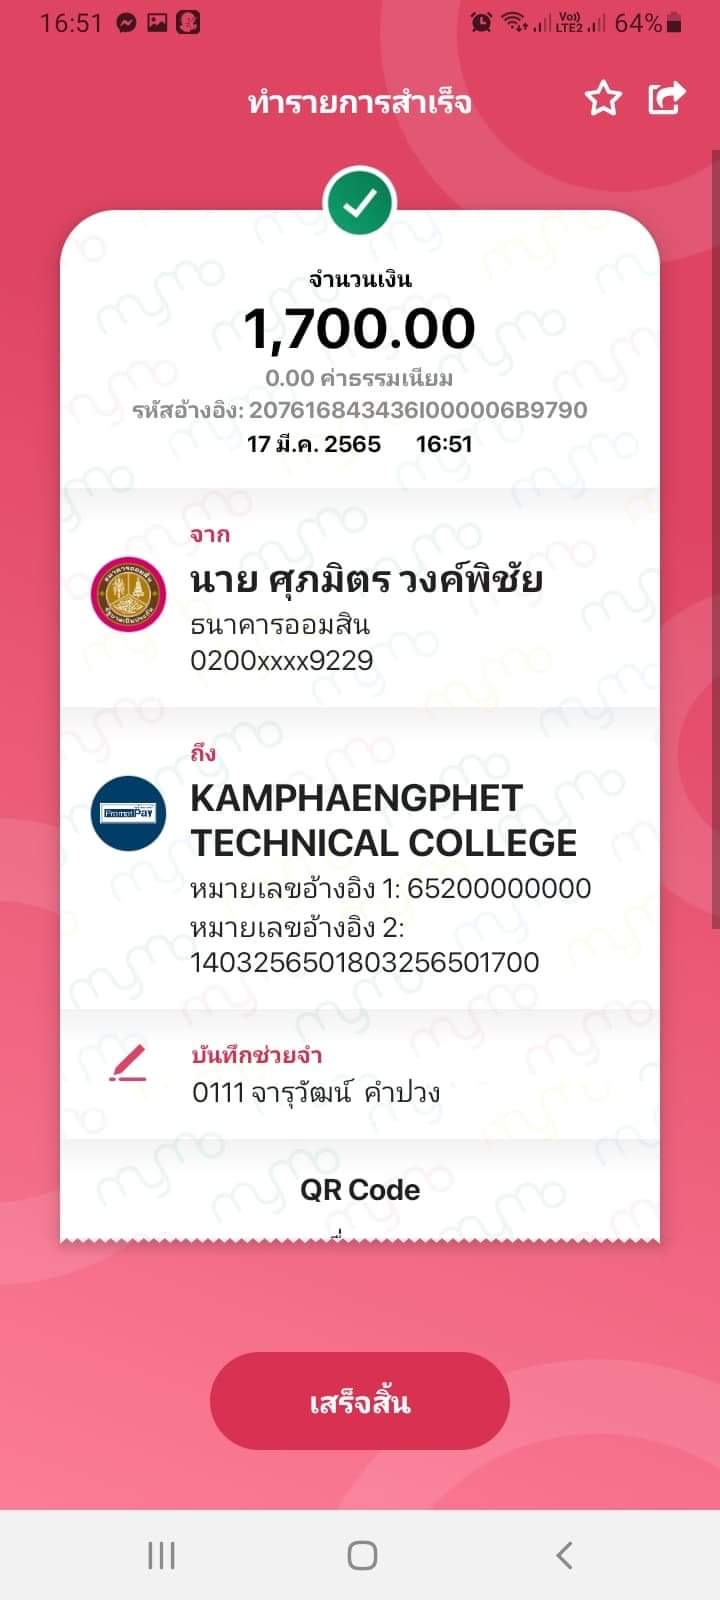 16:51 Vo)) LTE2 64%
ทำรายการสำเร็จ
จำนวนเงิน
1,700.00
0.00 ค่าธรรมเนียม
รหัสอ้างอิง: 207616843436I000006B9790
17 มี.ค. 2565 16:51
จาก
นาย ศุภมิตร วงค์พิชัย
ธนาคารออมสิน
0200xxxx9229
ถึง
PromptPay
KAMPHAENGPHET
TECHNICAL COLLEGE
หมายเลขอ้างอิง 1: 65200000000
หมายเลขอ้างอิง 2:
1403256501803256501700
บันทึกช่วยจำ
0111 จารุวัฒน์ คำปวง
QR Code
เสร็จสิ้น